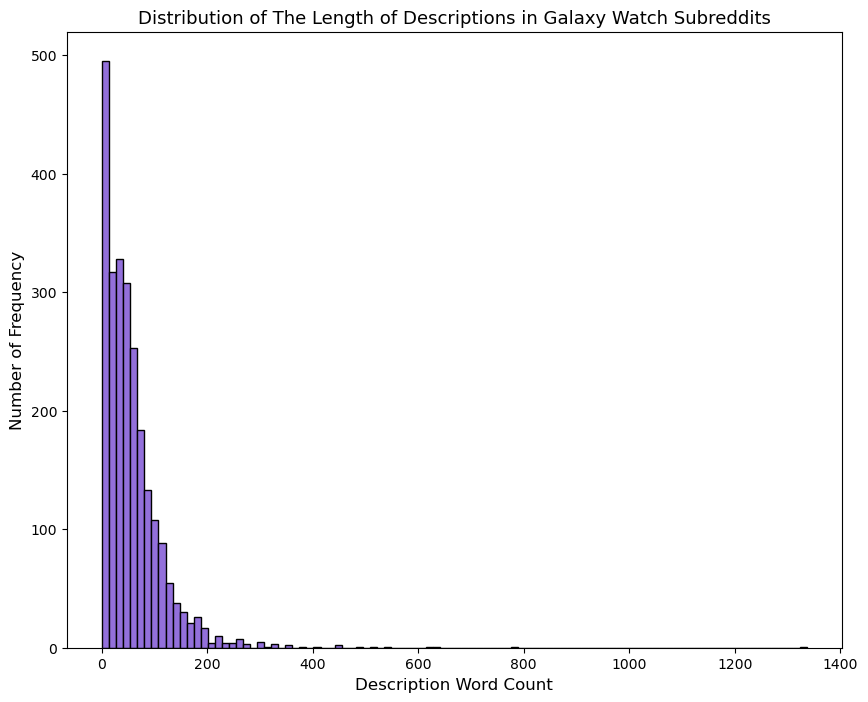 Distribution of The Length of Descriptions in Galaxy Watch Subreddits
500
400
300
200
100
0
Number of Frequency
0 200 400 600 800 1000 1200 1400
Description Word Count